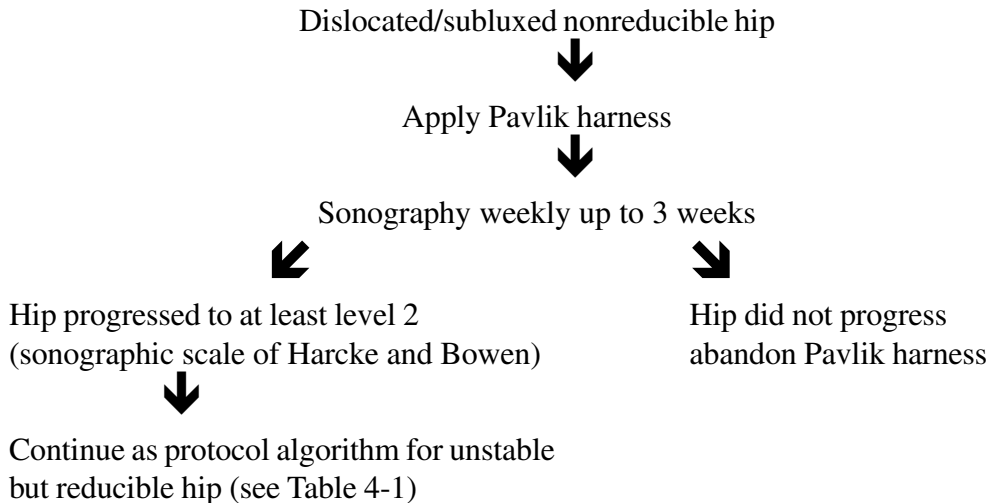 Dislocated/subluxed nonreducible hip
Apply Pavlik harness
Sonography weekly up to 3 weeks
Hip progressed to at least level 2
(sonographic scale of Harcke and Bowen)
Hip did not progress
abandon Pavlik harness
Continue as protocol algorithm for unstable
but reducible hip (see Table 4-1)